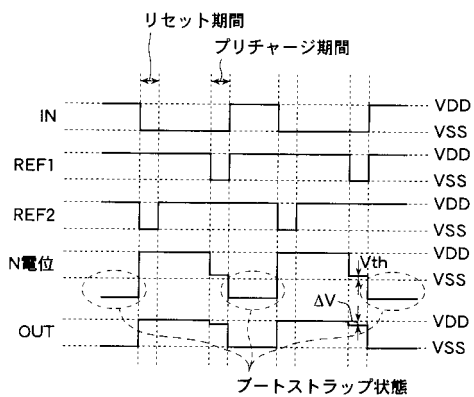 リセット期間
プリチャージ期間
IN
VDD
VSS
REF1
VDD
VSS
REF2
VDD
VSS
N電位
VDD
Vth
VSS
ΔV
OUT
VDD
VSS
ブートストラップ状態